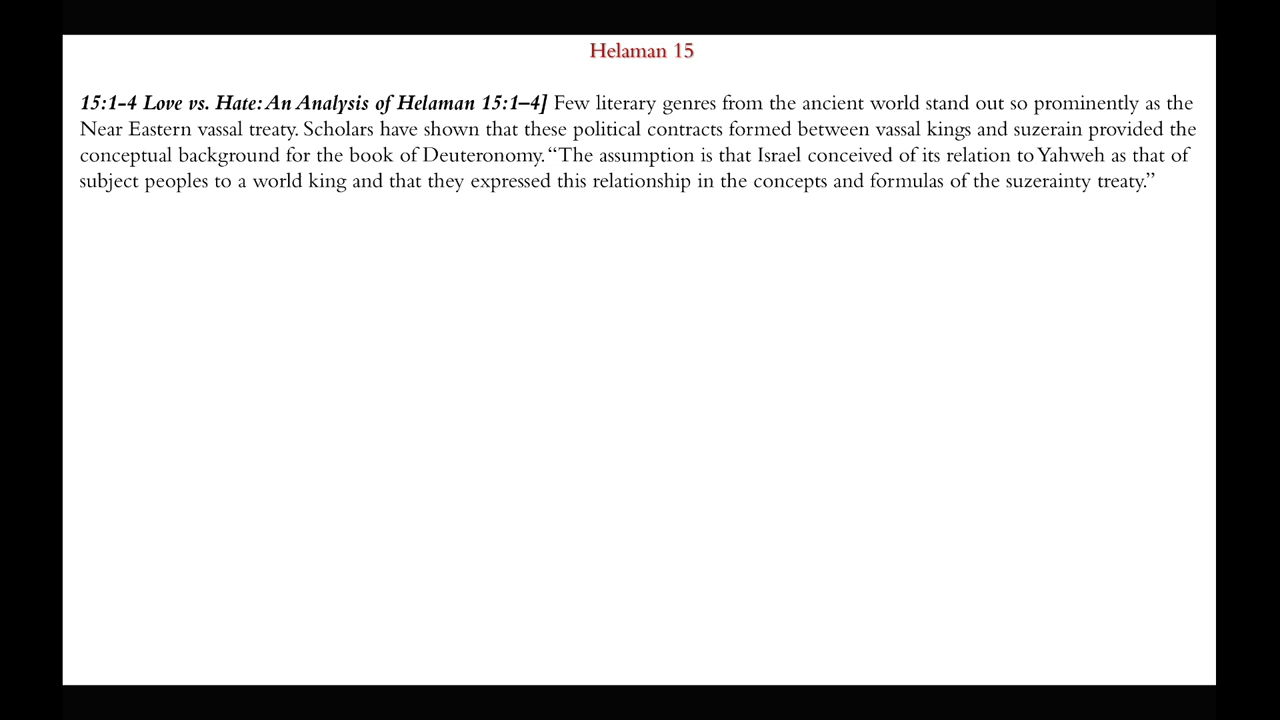 Helaman 15
15:1-4 Love vs. Hate: An Analysis of Helaman 15:1–4] Few literary genres from the ancient world stand out so prominently as the
Near Eastern vassal treaty. Scholars have shown that these political contracts formed between vassal kings and suzerain provided the
conceptual background for the book of Deuteronomy. “The assumption is that Israel conceived of its relation to Yahweh as that of
subject peoples to a world king and that they expressed this relationship in the concepts and formulas of the suzerainty treaty.”